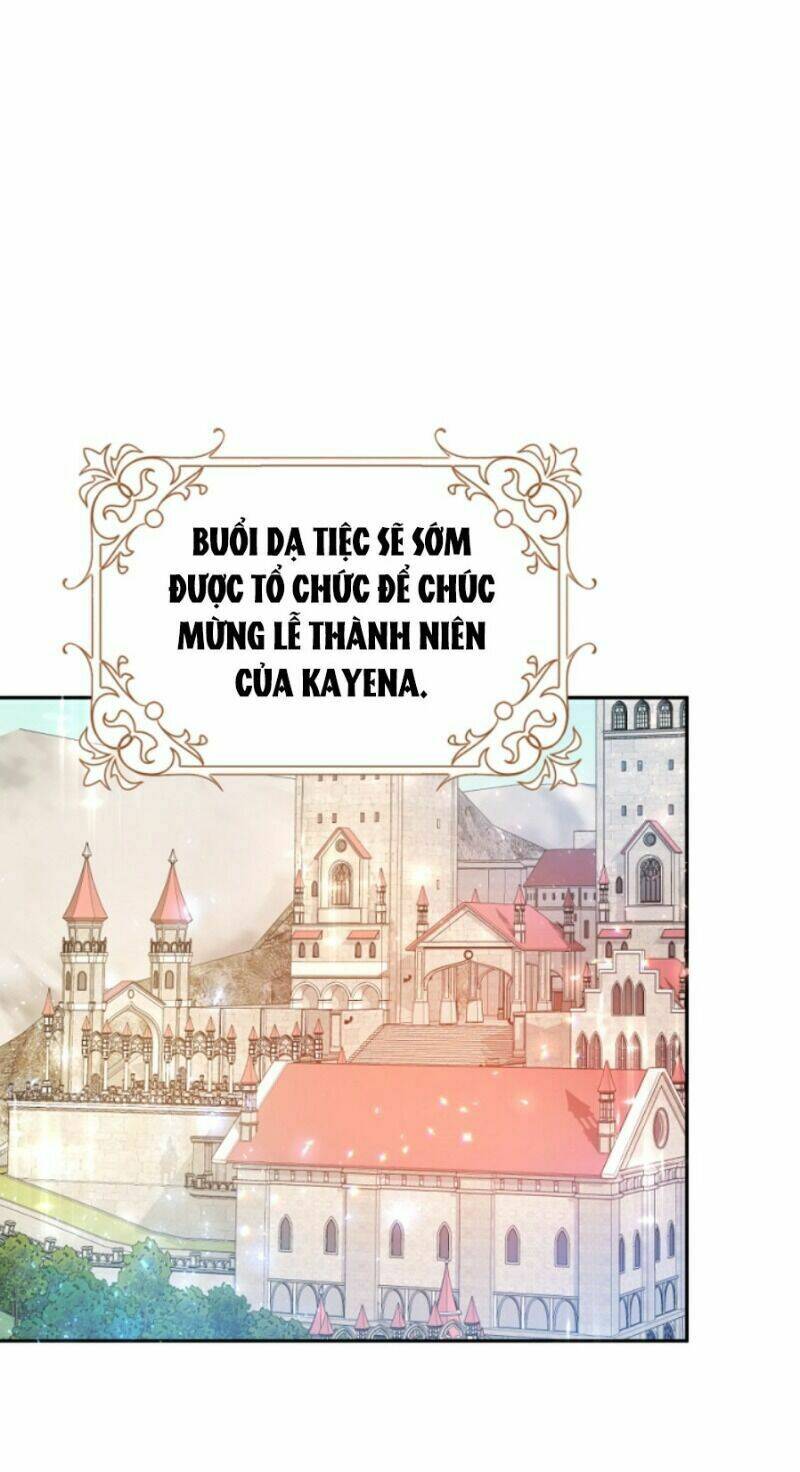 BUỔI DẠ TIỆC SẼ SỚM
ĐƯỢC TỔ CHỨC ĐỂ CHÚC
MỪNG LỄ THÀNH NIÊN
CỦA KAYENA.